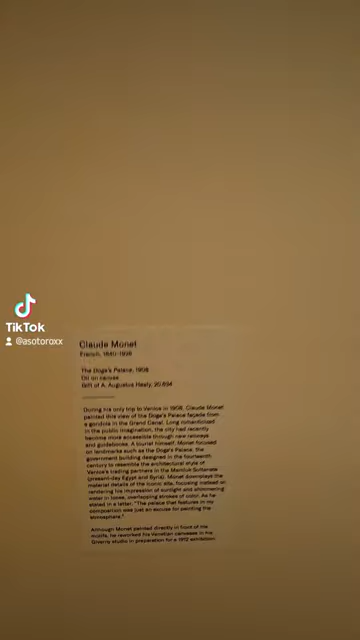 TikTok
@asotoroxx
Claude Monet
French, 1840–1926
The Doge's Palace, 1908
Oil on canvas
Gift of A. Augustus Healy, 20.634
During his only trip to Venice in 1908, Claude Monet
painted this view of the Doge's Palace façade from
a gondola in the Grand Canal. Long romanticized
in the public imagination, the city had recently
become more accessible through new railways
and guidebooks. A tourist himself, Monet focused
on landmarks such as the Doge's Palace, the
government building designed in the fourteenth
century to resemble the architectural style of
Venice's trading partners in the Mamluk Sultanate
(present-day Egypt and Syria). Monet downplays the
material details of the iconic site, focusing instead on
rendering his impression of sunlight and shimmering
water in loose, overlapping strokes of color. As he
stated in a letter, "The palace that features in my
composition was just an excuse for painting the
atmosphere."
Although Monet painted directly in front of the
motifs, he reworked his Venetian canvases in his
Giverny studio in preparation for a 1912 exhibition.